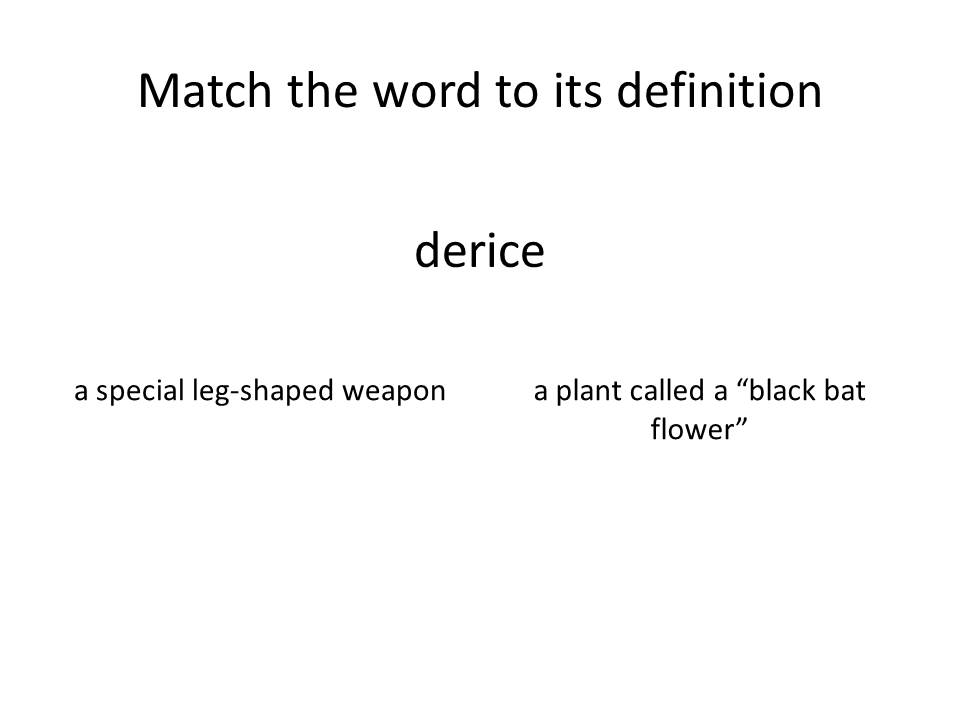 Match the word to its definition
derice
a special leg-shaped weapon
a plant called a “black bat
flower”